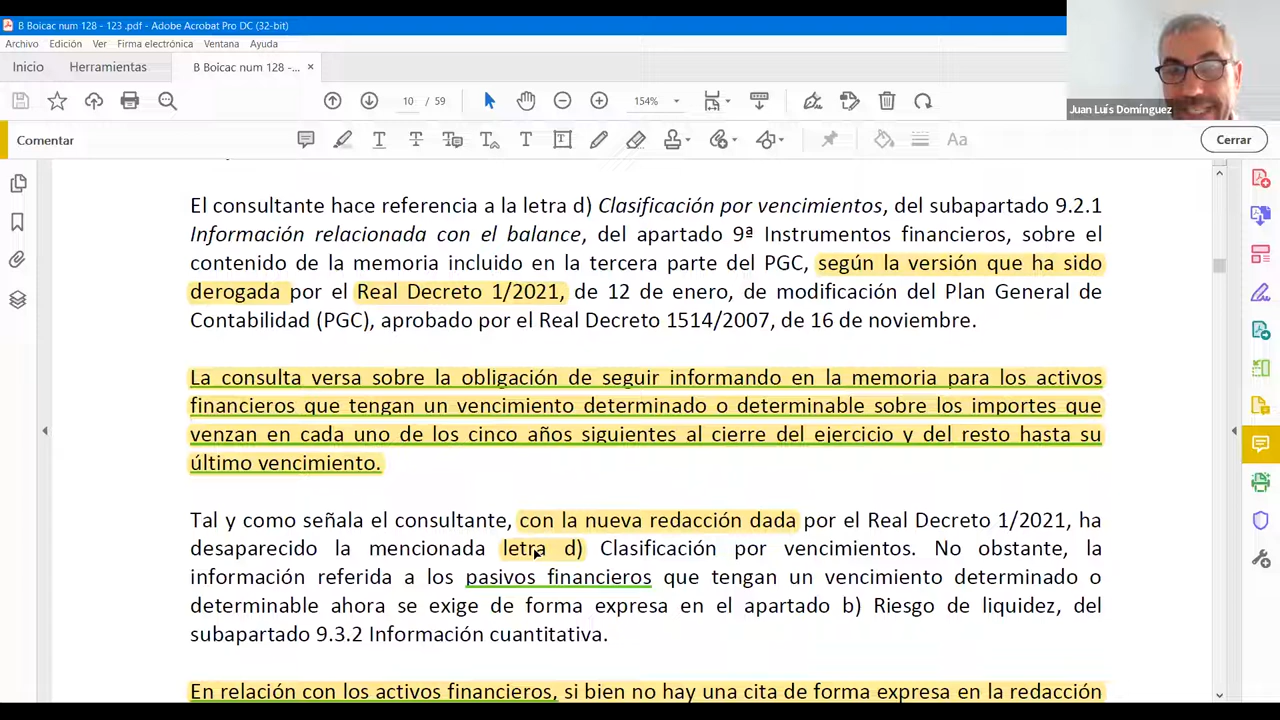 B Boicac num 128 - 123 .pdf - Adobe Acrobat Pro DC (32-bit)
Archivo Edición Ver Firma electrónica Ventana Ayuda
Inicio Herramientas B Boicac num 128 -... ×
10 / 59 154%
Juan Luís Domínguez
Comentar Aa Cerrar
El consultante hace referencia a la letra d) Clasificación por vencimientos, del subapartado 9.2.1
Información relacionada con el balance, del apartado 9ª Instrumentos financieros, sobre el
contenido de la memoria incluido en la tercera parte del PGC, según la versión que ha sido
derogada por el Real Decreto 1/2021, de 12 de enero, de modificación del Plan General de
Contabilidad (PGC), aprobado por el Real Decreto 1514/2007, de 16 de noviembre.
La consulta versa sobre la obligación de seguir informando en la memoria para los activos
financieros que tengan un vencimiento determinado o determinable sobre los importes que
venzan en cada uno de los cinco años siguientes al cierre del ejercicio y del resto hasta su
último vencimiento.
Tal y como señala el consultante, con la nueva redacción dada por el Real Decreto 1/2021, ha
desaparecido la mencionada letra d) Clasificación por vencimientos. No obstante, la
información referida a los pasivos financieros que tengan un vencimiento determinado o
determinable ahora se exige de forma expresa en el apartado b) Riesgo de liquidez, del
subapartado 9.3.2 Información cuantitativa.
En relación con los activos financieros, si bien no hay una cita de forma expresa en la redacción